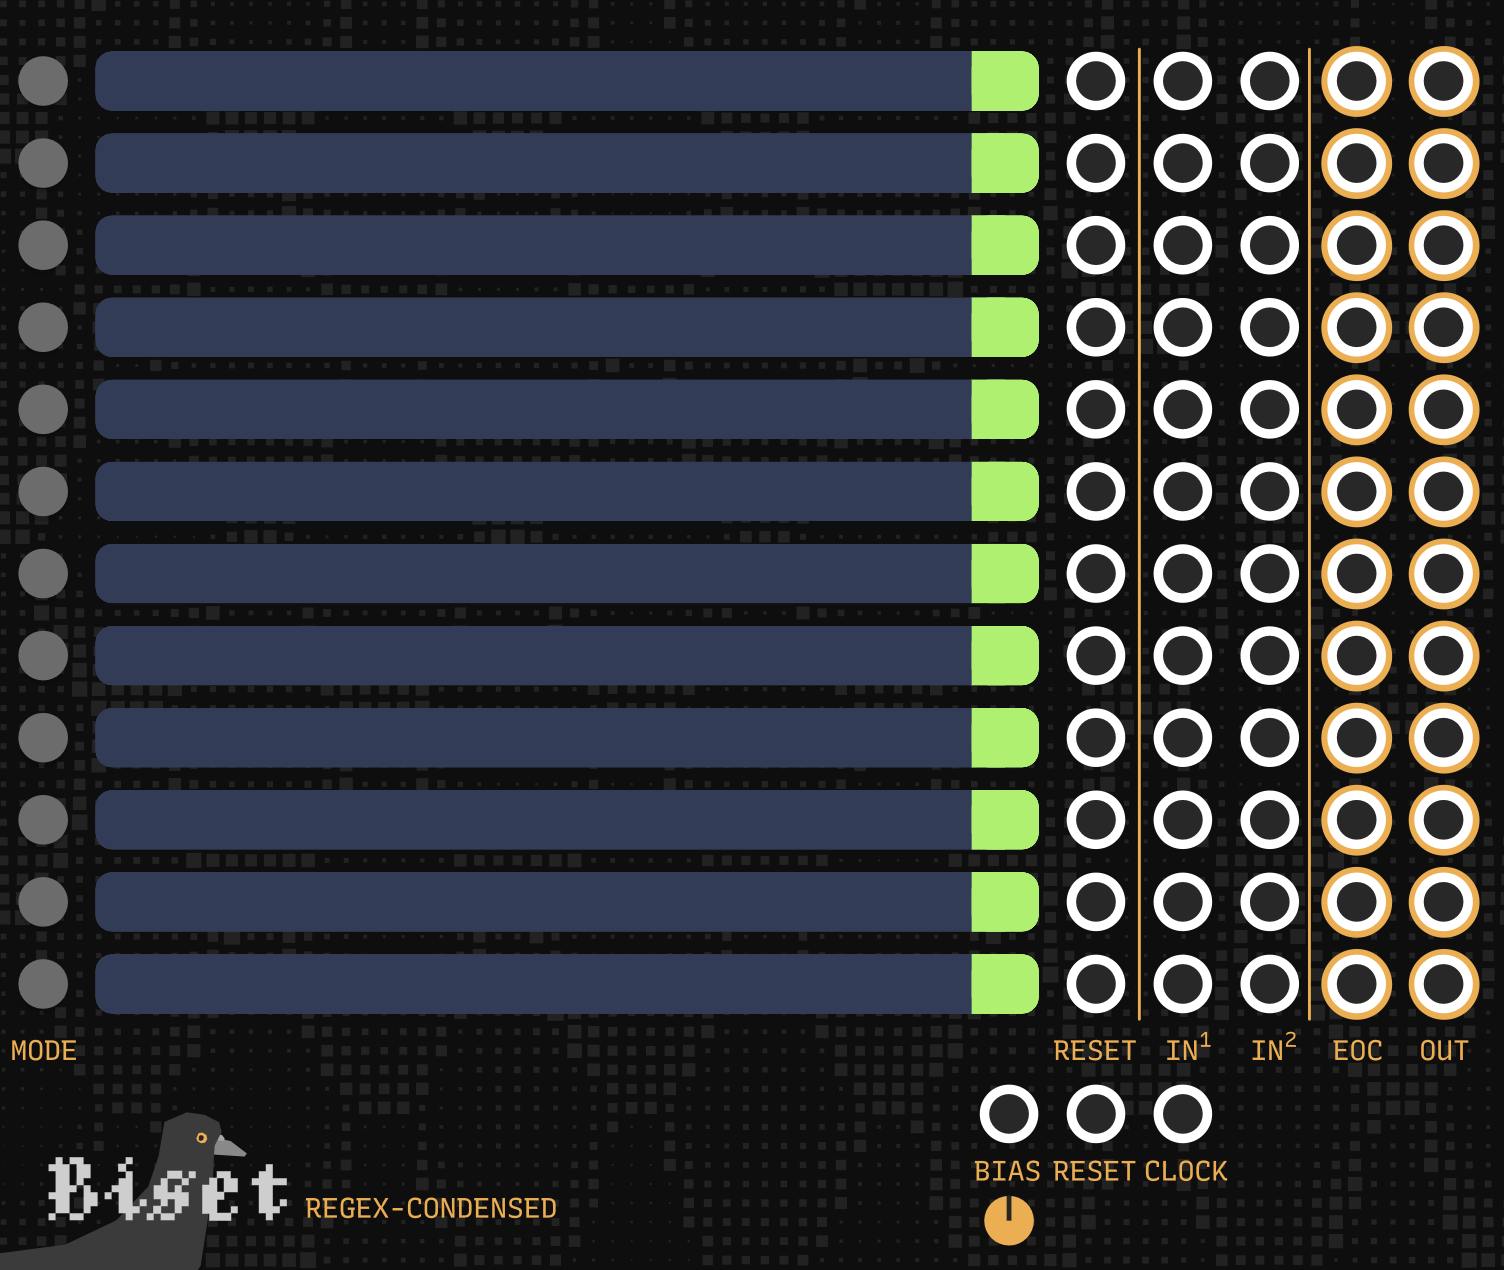 MODE RESET IN¹ IN² EOC OUT
BIAS RESET CLOCK
Biset REGEX-CONDENSED